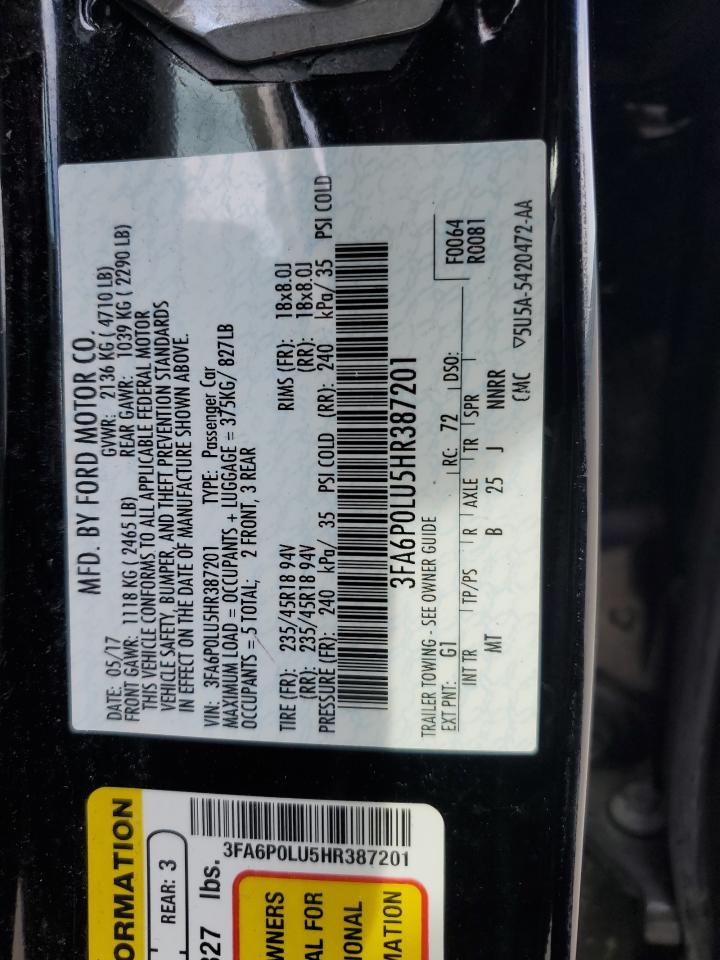 MFD. BY FORD MOTOR CO.
DATE: 05/17 GVWR: 2136 KG ( 4710 LB)
FRONT GAWR: 1118 KG ( 2465 LB) REAR GAWR: 1039 KG ( 2290 LB)
THIS VEHICLE CONFORMS TO ALL APPLICABLE FEDERAL MOTOR
VEHICLE SAFETY, BUMPER, AND THEFT PREVENTION STANDARDS
IN EFFECT ON THE DATE OF MANUFACTURE SHOWN ABOVE.
VIN: 3FA6P0LU5HR387201 TYPE: Passenger Car
MAXIMUM LOAD = OCCUPANTS + LUGGAGE = 375KG/ 827LB
OCCUPANTS = 5 TOTAL; 2 FRONT, 3 REAR
TIRE (FR): 235/45R18 94V RIMS (FR): 18x8.0J
(RR): 235/45R18 94V (RR): 18x8.0J
PRESSURE (FR): 240 kPa/ 35 PSI COLD (RR): 240 kPa/ 35 PSI COLD
3FA6P0LU5HR387201
TRAILER TOWING - SEE OWNER GUIDE
EXT PNT: G1 RC: 72 DSO: F0064
R0081
INT TR TP/PS R AXLE TR SPR
MT B 25 J NNRR
CMC ▽5U5A-5420472-AA
ORMATION
REAR: 3
327 lbs.
3FA6P0LU5HR387201
WNERS
AL FOR
IONAL
MATION